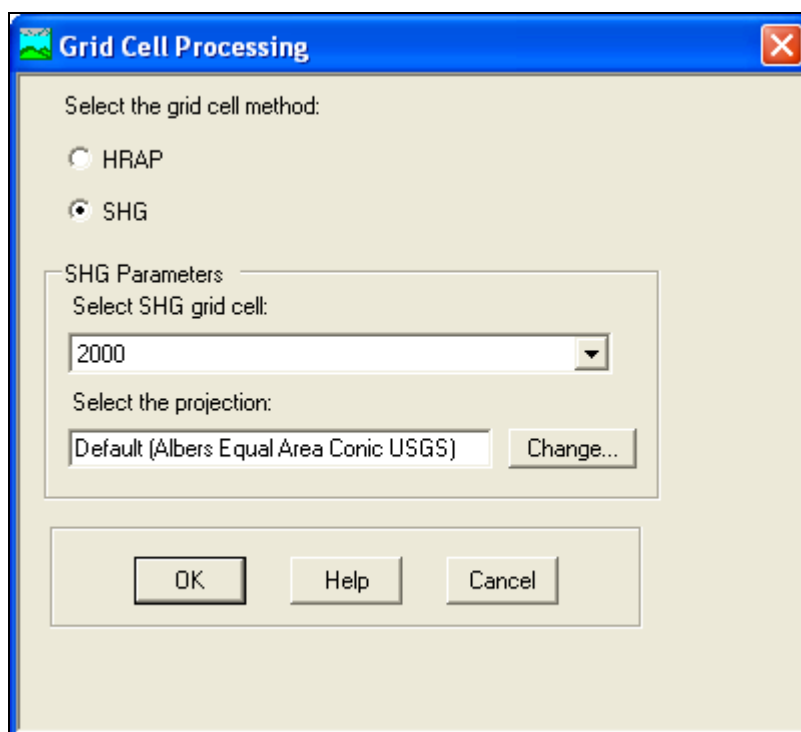 Grid Cell Processing
Select the grid cell method:
HRAP
SHG
SHG Parameters
Select SHG grid cell:
2000
Select the projection:
Default (Albers Equal Area Conic USGS)
Change...
OK
Help
Cancel